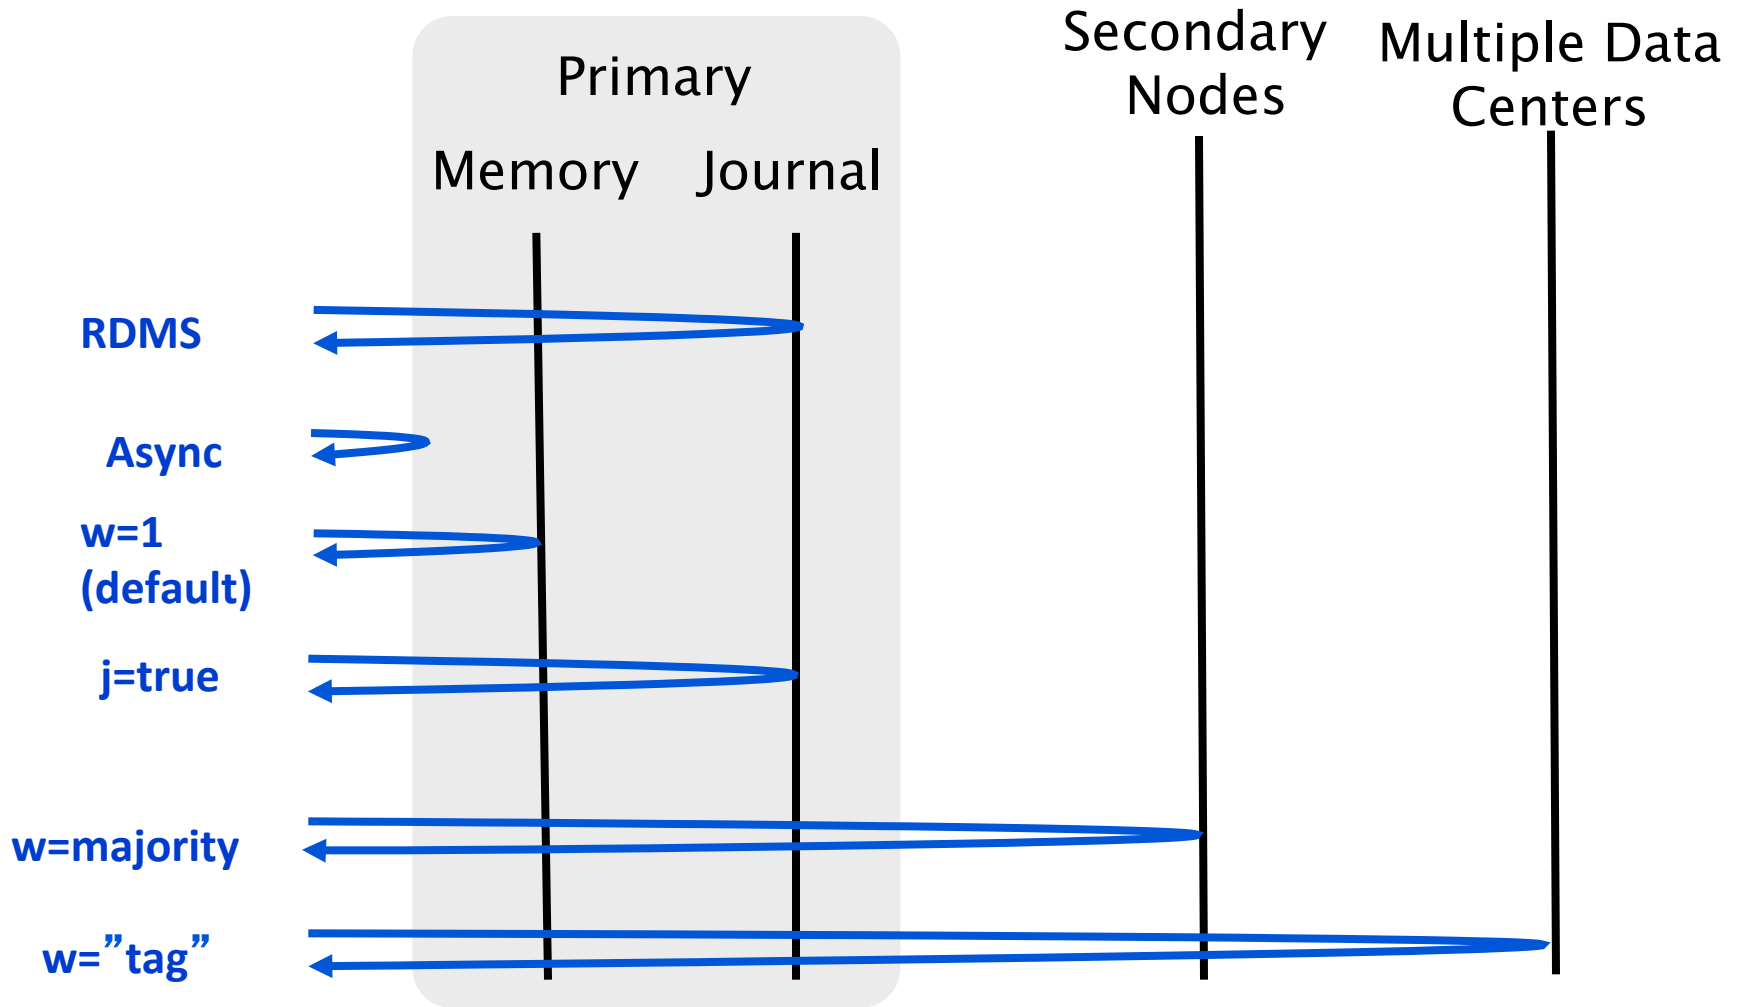 Primary
Memory
Journal
Secondary
Nodes
Multiple Data
Centers
RDMS
Async
w=1
(default)
j=true
w=majority
w=”tag”